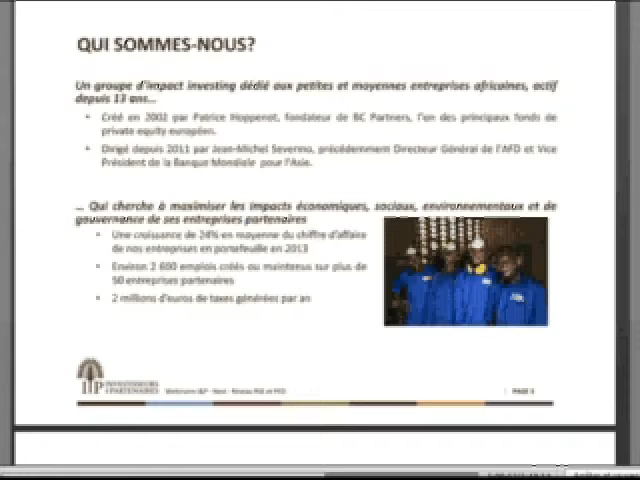 QUI SOMMES-NOUS?
Un groupe d'impact investing dédié aux petites et moyennes entreprises africaines, actif
depuis 13 ans...
• Créé en 2002 par Patrice Hoppenot, fondateur de BC Partners, l'un des principaux fonds de
private equity européen.
• Dirigé depuis 2011 par Jean-Michel Severino, précédemment Directeur Général de l'AFD et Vice
Président de la Banque Mondiale pour l'Asie.
... Qui cherche à maximiser les impacts économiques, sociaux, environnementaux et de
gouvernance de ses entreprises partenaires
• Une croissance de 24% en moyenne du chiffre d'affaire
de nos entreprises en portefeuille en 2013
• Environ 2 600 emplois créés ou maintenus sur plus de
50 entreprises partenaires
• 2 millions d'euros de taxes générées par an
INVESTISSEURS
& PARTENAIRES
Webinaire I&P - Réseau
PAGE